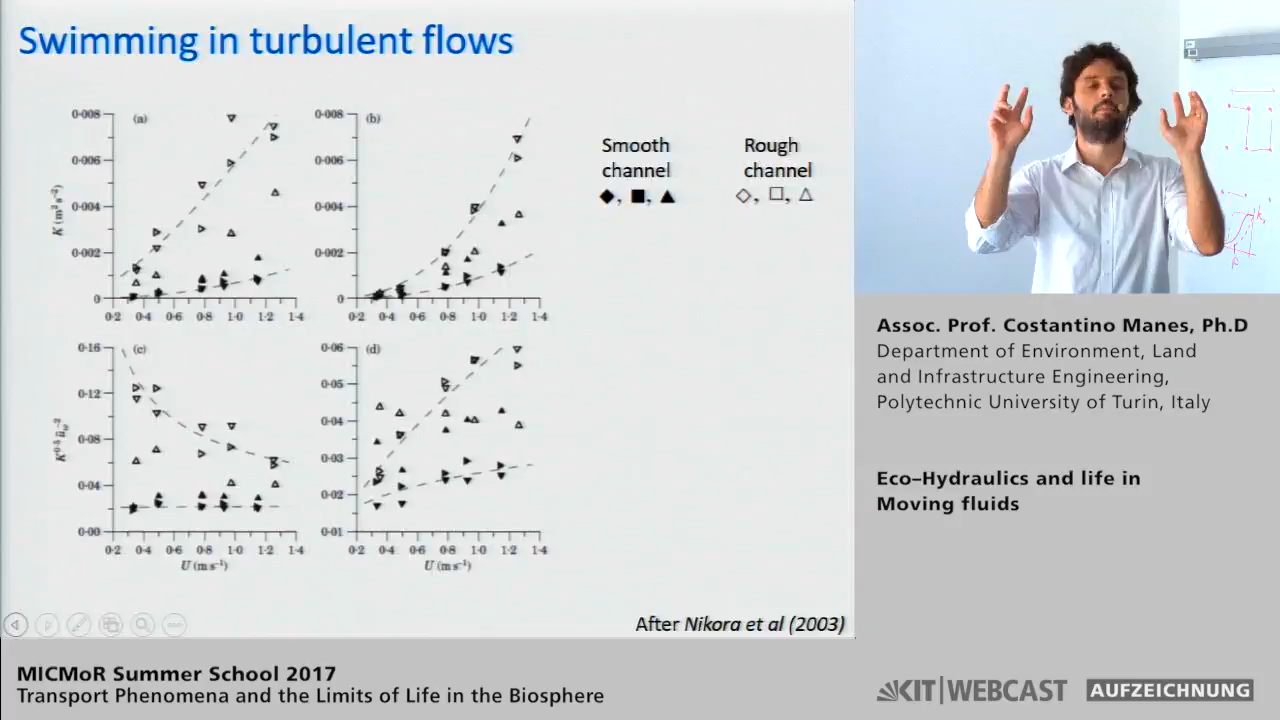 Swimming in turbulent flows
(a)
0·008
0·006
0·004
0·002
0
K (m² s⁻²)
0·2 0·4 0·6 0·8 1·0 1·2 1·4
(b)
0·008
0·006
0·004
0·002
0
0·2 0·4 0·6 0·8 1·0 1·2 1·4
Smooth channel
Rough channel
(c)
0·16
0·12
0·08
0·04
0·00
0·2 0·4 0·6 0·8 1·0 1·2 1·4
U (m s⁻¹)
(d)
0·06
0·05
0·04
0·03
0·02
0·01
0·2 0·4 0·6 0·8 1·0 1·2 1·4
U (m s⁻¹)
After Nikora et al (2003)
Assoc. Prof. Costantino Manes, Ph.D
Department of Environment, Land
and Infrastructure Engineering,
Polytechnic University of Turin, Italy
Eco–Hydraulics and life in
Moving fluids
MICMoR Summer School 2017
Transport Phenomena and the Limits of Life in the Biosphere
KIT | WEBCAST AUFZEICHNUNG